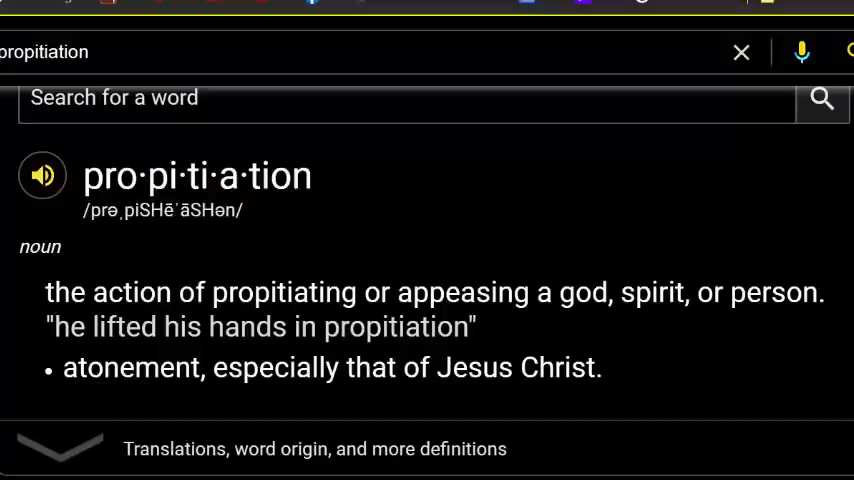 propitiation
Search for a word
pro·pi·ti·a·tion
/prəˌpiSHēˈāSHən/
noun
the action of propitiating or appeasing a god, spirit, or person.
"he lifted his hands in propitiation"
• atonement, especially that of Jesus Christ.
Translations, word origin, and more definitions